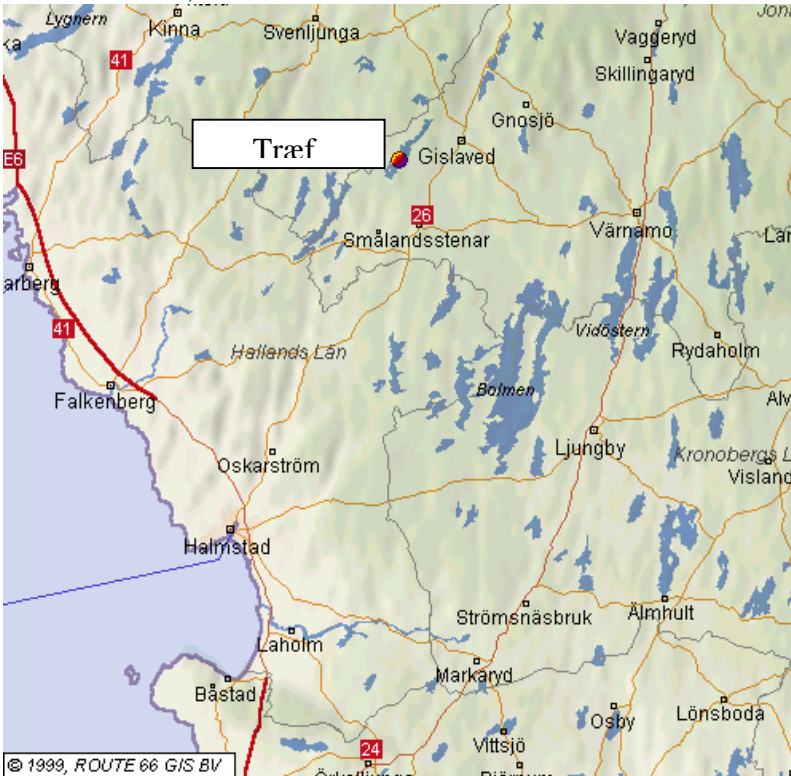 Lygnern
Kinna
Svenljunga
Vaggeryd
Skillingaryd
41
Gnosjö
Træf
Gislaved
E6
26
Smålandsstenar
Värnamo
arberg
41
Hallands Län
Vidöstern
Rydaholm
Falkenberg
Bolmen
Ljungby
Oskarström
Kronobergs L
Visland
Halmstad
Strömsnäsbruk
Älmhult
Laholm
Markaryd
Båstad
Osby
Lönsboda
24
Vittsjö
© 1999, ROUTE 66 GIS BV